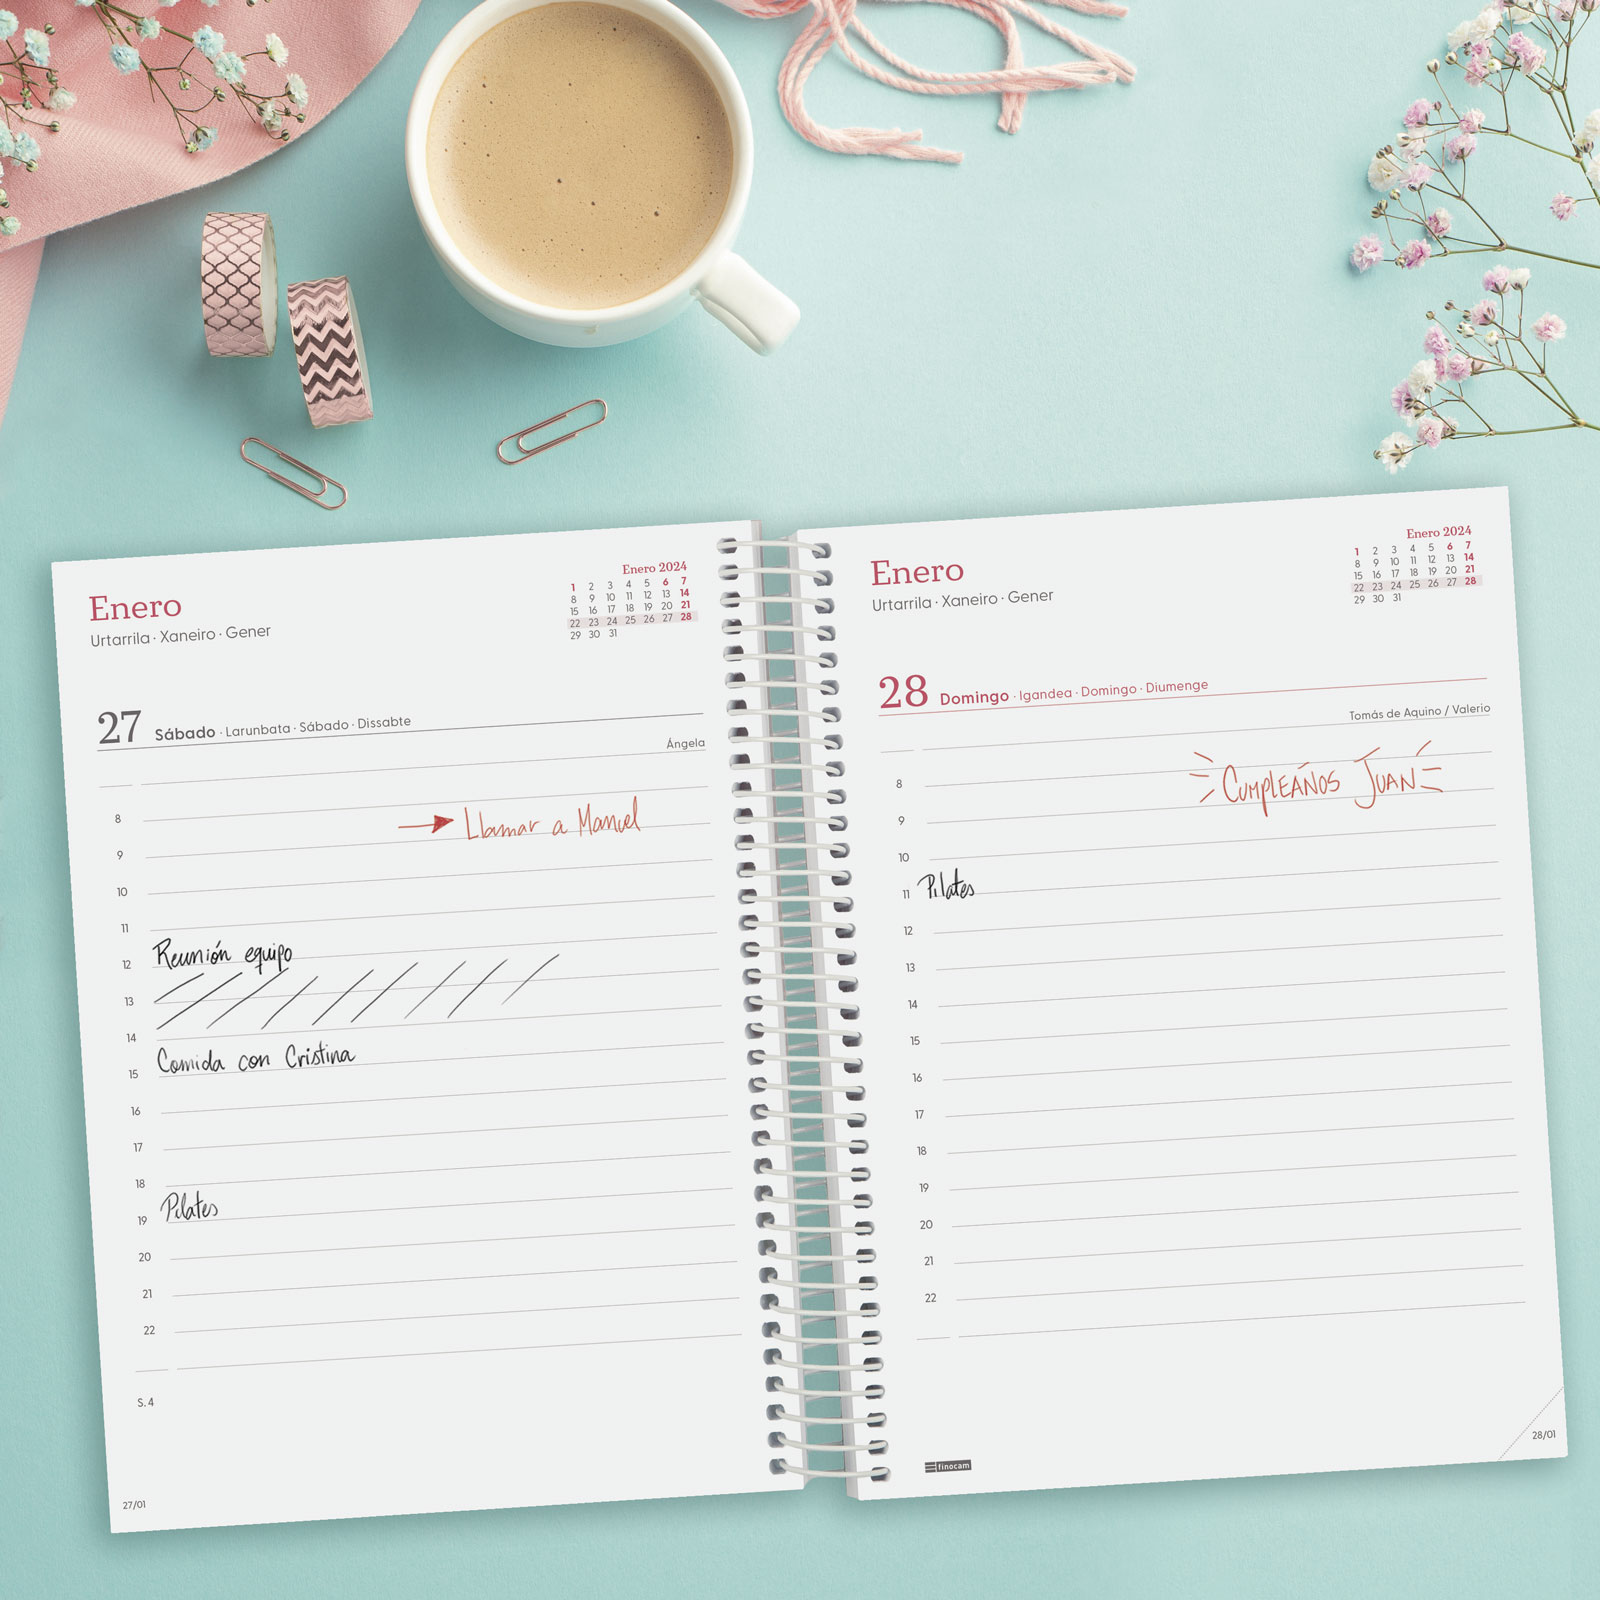 Enero
Urtarrila · Xaneiro · Gener
Enero 2024
1 2 3 4 5 6 7
8 9 10 11 12 13 14
15 16 17 18 19 20 21
22 23 24 25 26 27 28
29 30 31
27 Sábado · Larunbata · Sábado · Dissabte
Ángela
8
Llamar a Manuel
9
10
11
12 Reunión equipo
13
14
15 Comida con Cristina
16
17
18
19 Pilates
20
21
22
S.4
27/01
Enero
Urtarrila · Xaneiro · Gener
Enero 2024
1 2 3 4 5 6 7
8 9 10 11 12 13 14
15 16 17 18 19 20 21
22 23 24 25 26 27 28
29 30 31
28 Domingo · Igandea · Domingo · Diumenge
Tomás de Aquino / Valerio
8 Cumpleaños Juan
9
10
11 Pilates
12
13
14
15
16
17
18
19
20
21
22
finocam
28/01